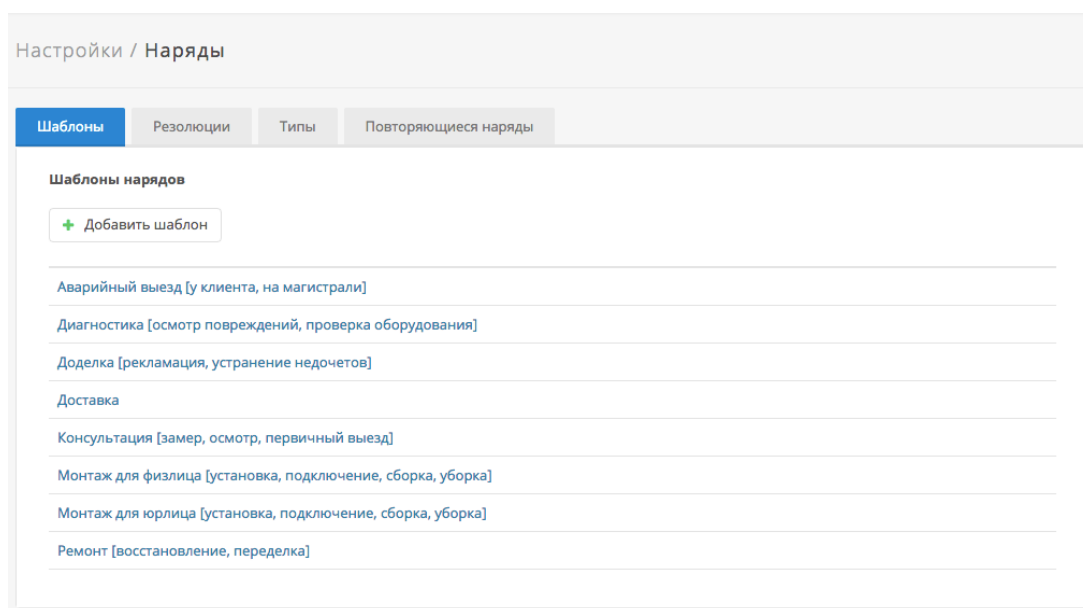 Настройки / Наряды
Шаблоны Резолюции Типы Повторяющиеся наряды
Шаблоны нарядов
+ Добавить шаблон
Аварийный выезд [у клиента, на магистрали]
Диагностика [осмотр повреждений, проверка оборудования]
Доделка [рекламация, устранение недочетов]
Доставка
Консультация [замер, осмотр, первичный выезд]
Монтаж для физлица [установка, подключение, сборка, уборка]
Монтаж для юрлица [установка, подключение, сборка, уборка]
Ремонт [восстановление, переделка]